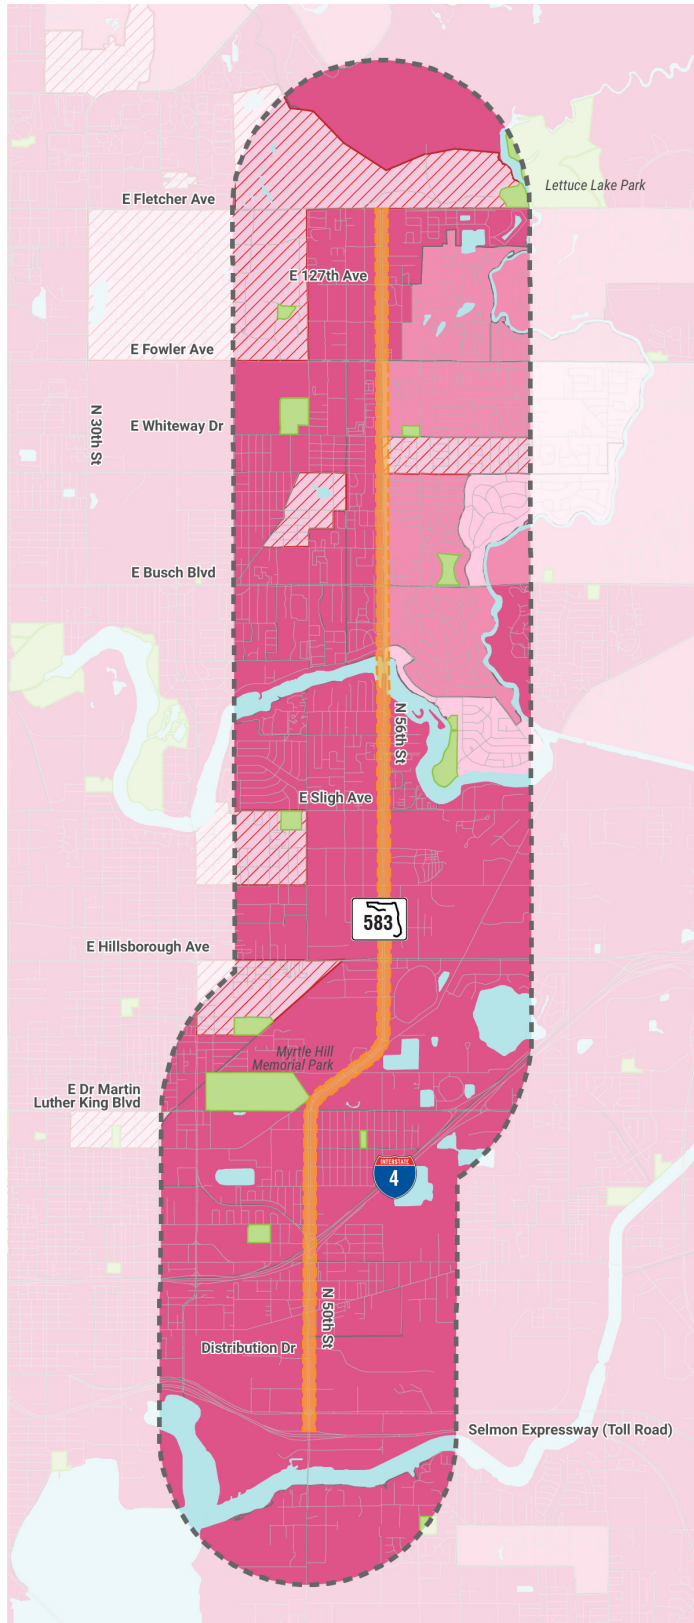 Lettuce Lake Park
E Fletcher Ave
E 127th Ave
E Fowler Ave
N 30th St
E Whiteway Dr
E Busch Blvd
N 56th St
E Sligh Ave
583
E Hillsborough Ave
Myrtle Hill
Memorial Park
E Dr Martin
Luther King Blvd
INTERSTATE
4
N 50th St
Distribution Dr
Selmon Expressway (Toll Road)